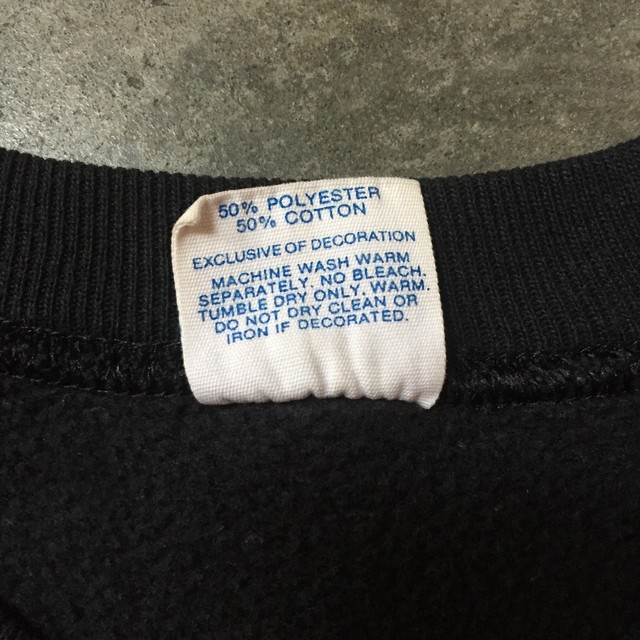 50% POLYESTER
50% COTTON
EXCLUSIVE OF DECORATION
MACHINE WASH WARM
SEPARATELY. NO BLEACH.
TUMBLE DRY ONLY. WARM.
DO NOT DRY CLEAN OR
IRON IF DECORATED.